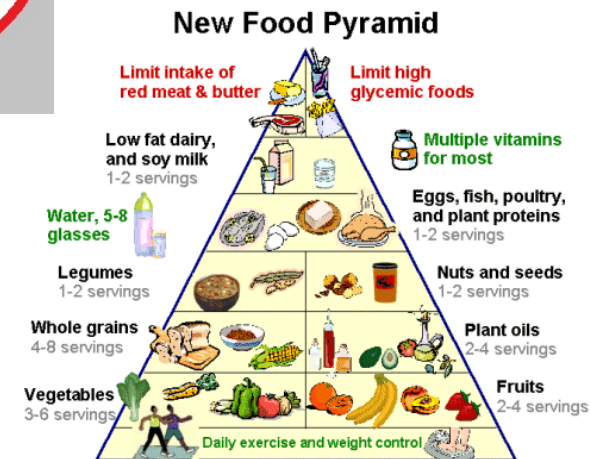 New Food Pyramid
Limit intake of
red meat & butter
Limit high
glycemic foods
Low fat dairy,
and soy milk
1-2 servings
Multiple vitamins
for most
Water, 5-8
glasses
Eggs, fish, poultry,
and plant proteins
1-2 servings
Legumes
1-2 servings
Nuts and seeds
1-2 servings
Whole grains
4-8 servings
Plant oils
2-4 servings
Vegetables
3-6 servings
Fruits
2-4 servings
Daily exercise and weight control